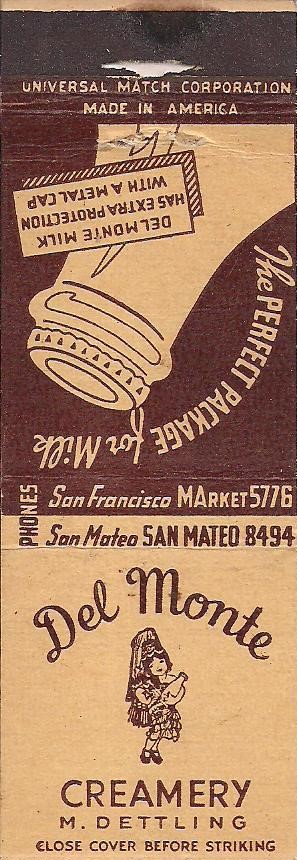 UNIVERSAL MATCH CORPORATION
MADE IN AMERICA
DEL MONTE MILK
HAS EXTRA PROTECTION
WITH A METAL CAP
The PERFECT PACKAGE for Milk
PHONES
San Francisco MARKET 5776
San Mateo SAN MATEO 8494
Del Monte
CREAMERY
M. DETTLING
CLOSE COVER BEFORE STRIKING